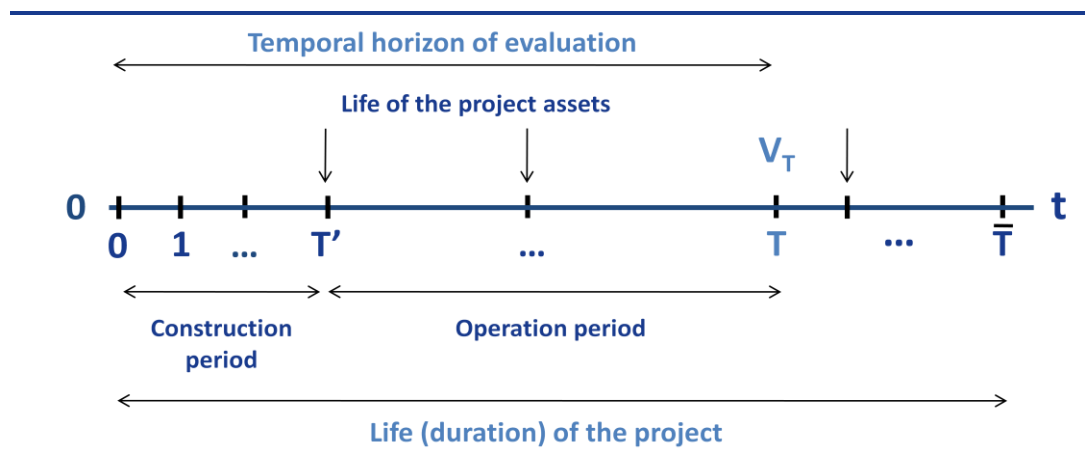 Temporal horizon of evaluation
Life of the project assets
V_T
0 t
0 1 ... T' ... T ... T̅
Construction
period
Operation period
Life (duration) of the project